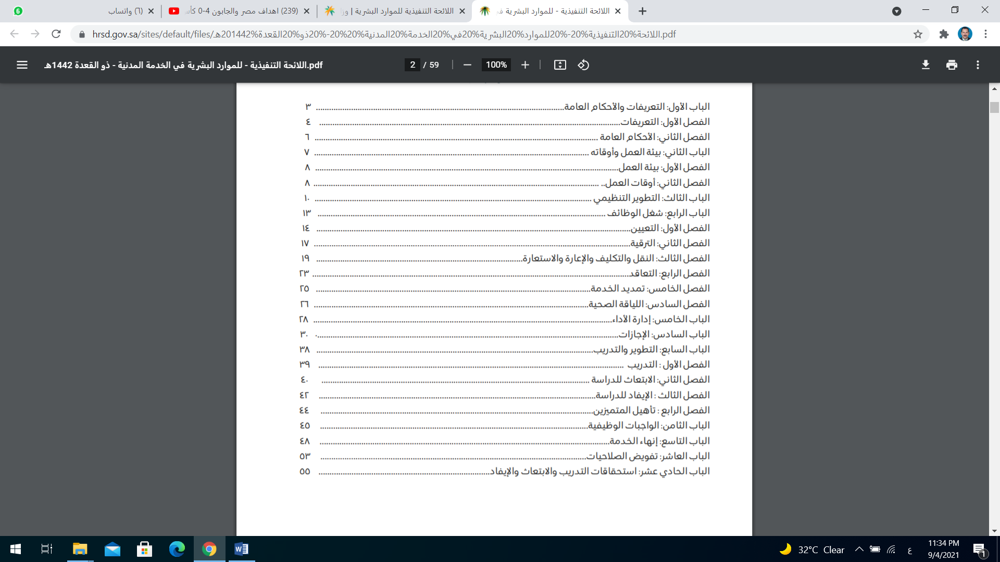 (٦) واتساب
(239) اهداف مصر والجابون 4-0 كأس
اللائحة التنفيذية للموارد البشرية | وزا
اللائحة التنفيذية - للموارد البشرية في
hrsd.gov.sa/sites/default/files/اللائحة%20التنفيذية%20-%20للموارد%20البشرية%20في%20الخدمة%20المدنية%20-%20ذو%20القعدة%201442هـ.pdf
اللائحة التنفيذية - للموارد البشرية في الخدمة المدنية - ذو القعدة 1442هـ.pdf
2 / 59
100%
الباب الأول: التعريفات والأحكام العامة ٣
الفصل الأول: التعريفات ٤
الفصل الثاني: الأحكام العامة ٦
الباب الثاني: بيئة العمل وأوقاته ٧
الفصل الأول: بيئة العمل ٨
الفصل الثاني: أوقات العمل ٨
الباب الثالث: التطوير التنظيمي ١٠
الباب الرابع: شغل الوظائف ١٣
الفصل الأول: التعيين ١٤
الفصل الثاني: الترقية ١٧
الفصل الثالث: النقل والتكليف والإعارة والاستعارة ١٩
الفصل الرابع: التعاقد ٢٣
الفصل الخامس: تمديد الخدمة ٢٥
الفصل السادس: اللياقة الصحية ٢٦
الباب الخامس: إدارة الأداء ٢٨
الباب السادس: الإجازات ٣٠
الباب السابع: التطوير والتدريب ٣٨
الفصل الأول : التدريب ٣٩
الفصل الثاني: الابتعاث للدراسة ٤٠
الفصل الثالث : الإيفاد للدراسة ٤٢
الفصل الرابع : تأهيل المتميزين ٤٤
الباب الثامن: الواجبات الوظيفية ٤٥
الباب التاسع: إنهاء الخدمة ٤٨
الباب العاشر: تفويض الصلاحيات ٥٣
الباب الحادي عشر: استحقاقات التدريب والابتعاث والإيفاد ٥٥
32°C Clear
ع
11:34 PM
9/4/2021
1